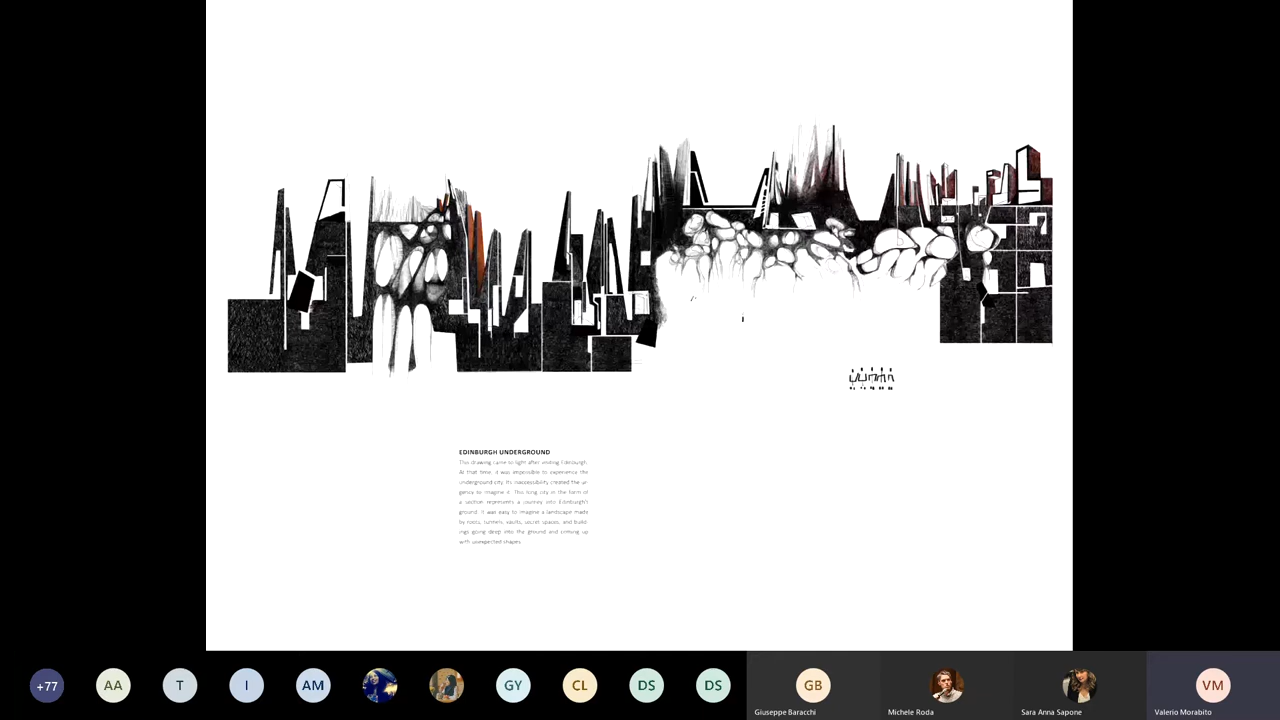 EDINBURGH UNDERGROUND
This drawing came to light after visiting Edinburgh.
At that time, it was impossible to experience the
underground city. Its inaccessibility created the ur-
gency to imagine it. This long city in the form of
a section represents a journey into Edinburgh's
ground. It was easy to imagine a landscape made
by roots, tunnels, vaults, secret spaces, and build-
ings going deep into the ground and coming up
with unexpected shapes.
+77
AA
T
I
AM
GY
CL
DS
DS
GB
VM
Giuseppe Baracchi
Michele Roda
Sara Anna Sapone
Valerio Morabito